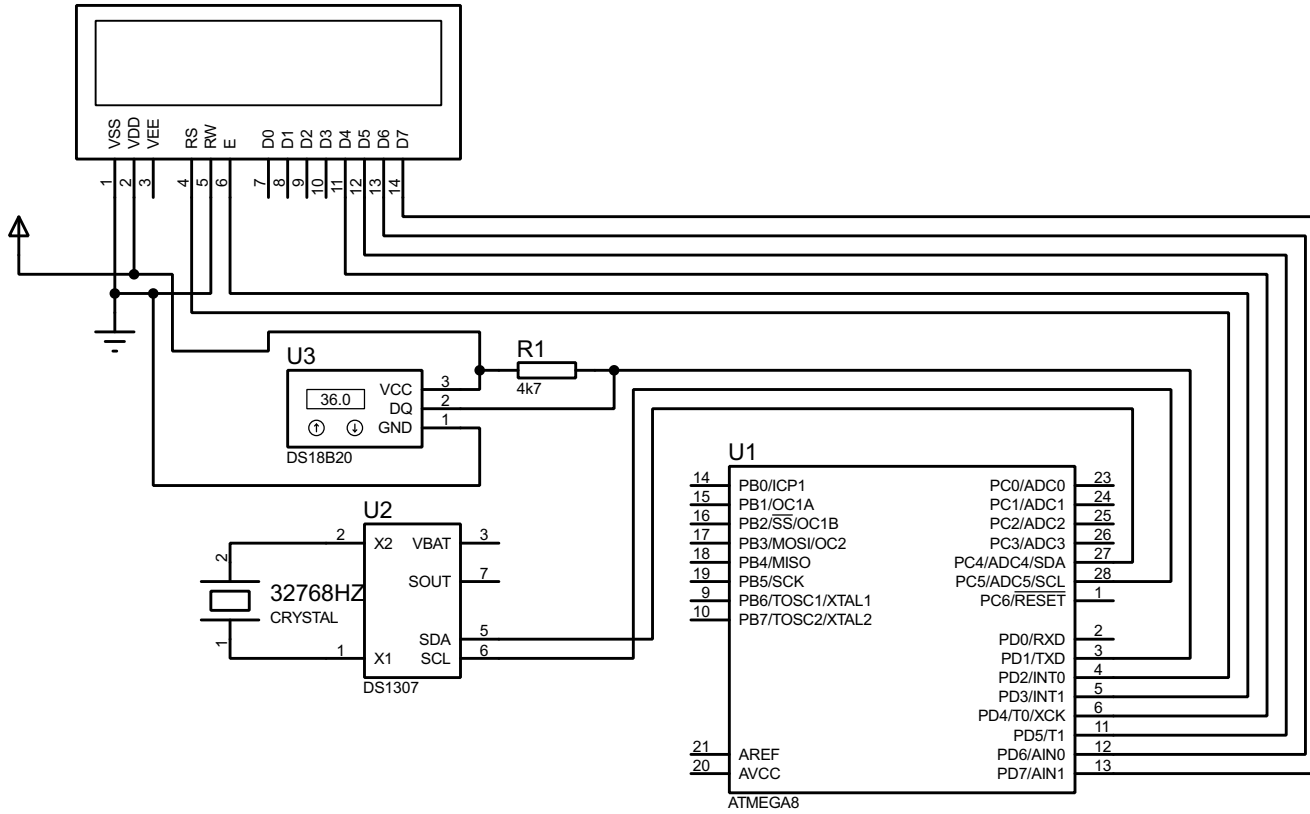 VSS VDD VEE RS RW E D0 D1 D2 D3 D4 D5 D6 D7
1 2 3 4 5 6 7 8 9 10 11 12 13 14
U3
36.0
VCC 3
DQ 2
GND 1
DS18B20
R1
4k7
U2
2 X2 VBAT 3
SOUT 7
SDA 5
1 X1 SCL 6
DS1307
2
32768HZ
CRYSTAL
1
U1
14 PB0/ICP1 PC0/ADC0 23
15 PB1/OC1A PC1/ADC1 24
16 PB2/SS/OC1B PC2/ADC2 25
17 PB3/MOSI/OC2 PC3/ADC3 26
18 PB4/MISO PC4/ADC4/SDA 27
19 PB5/SCK PC5/ADC5/SCL 28
9 PB6/TOSC1/XTAL1 PC6/RESET 1
10 PB7/TOSC2/XTAL2
PD0/RXD 2
PD1/TXD 3
PD2/INT0 4
PD3/INT1 5
PD4/T0/XCK 6
PD5/T1 11
21 AREF PD6/AIN0 12
20 AVCC PD7/AIN1 13
ATMEGA8